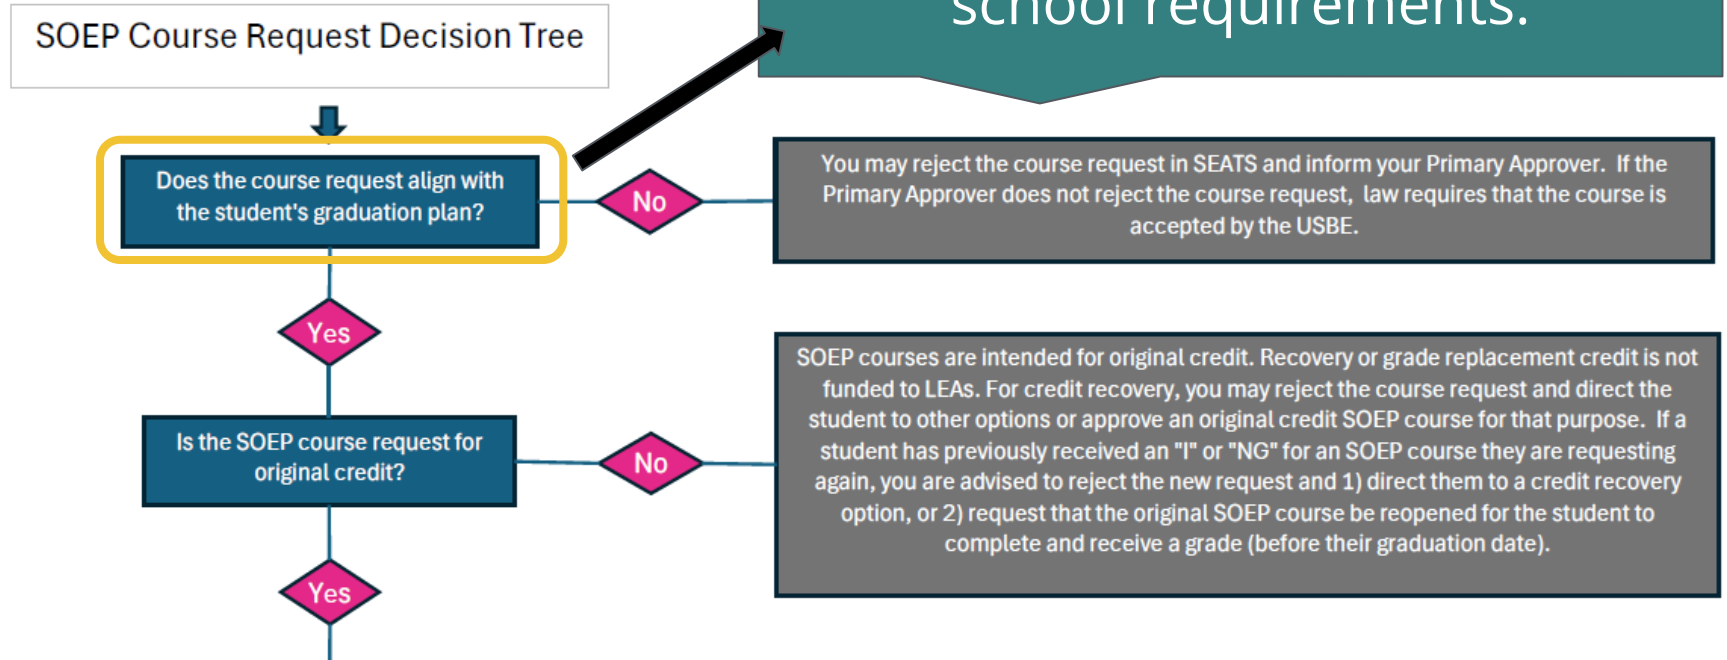 school requirements.
SOEP Course Request Decision Tree
Does the course request align with
the student's graduation plan?
No
You may reject the course request in SEATS and inform your Primary Approver. If the
Primary Approver does not reject the course request, law requires that the course is
accepted by the USBE.
Yes
Is the SOEP course request for
original credit?
No
SOEP courses are intended for original credit. Recovery or grade replacement credit is not
funded to LEAs. For credit recovery, you may reject the course request and direct the
student to other options or approve an original credit SOEP course for that purpose. If a
student has previously received an "I" or "NG" for an SOEP course they are requesting
again, you are advised to reject the new request and 1) direct them to a credit recovery
option, or 2) request that the original SOEP course be reopened for the student to
complete and receive a grade (before their graduation date).
Yes